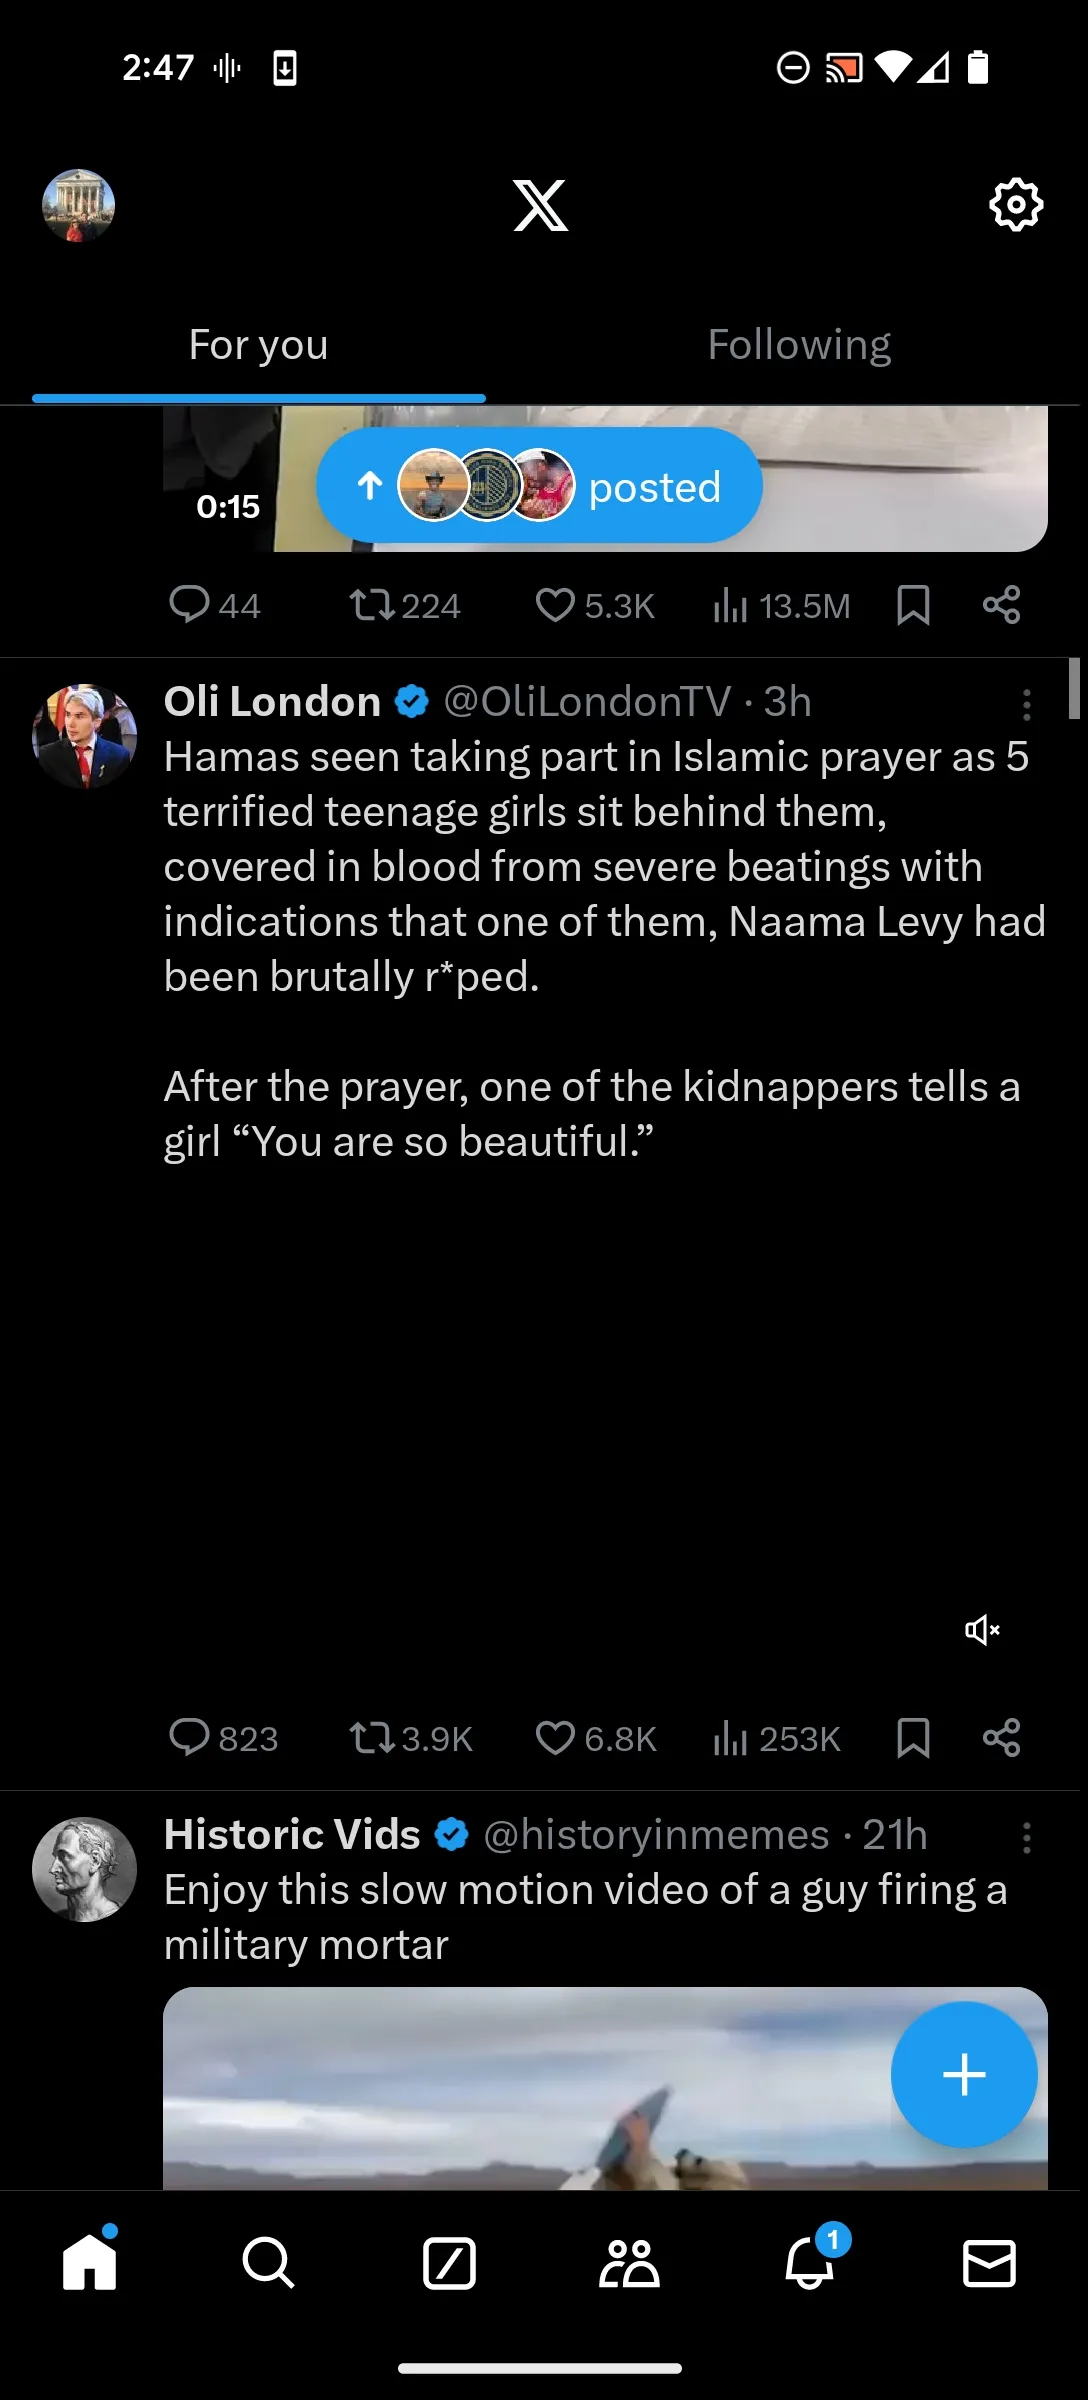 2:47
For you
Following
0:15
posted
44
224
5.3K
13.5M
Oli London @OliLondonTV · 3h
Hamas seen taking part in Islamic prayer as 5
terrified teenage girls sit behind them,
covered in blood from severe beatings with
indications that one of them, Naama Levy had
been brutally r*ped.
After the prayer, one of the kidnappers tells a
girl “You are so beautiful.”
823
3.9K
6.8K
253K
Historic Vids @historyinmemes · 21h
Enjoy this slow motion video of a guy firing a
military mortar
1